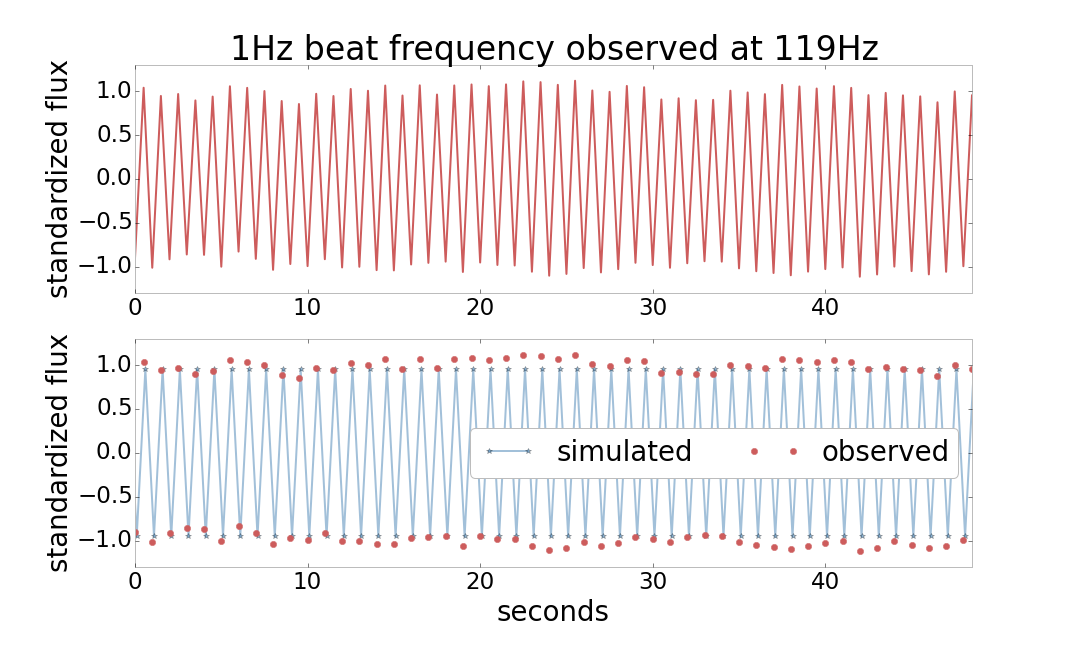 1Hz beat frequency observed at 119Hz
standardized flux
1.0
0.5
0.0
−0.5
−1.0
0 10 20 30 40
standardized flux
1.0
0.5
0.0
−0.5
−1.0
simulated observed
0 10 20 30 40
seconds